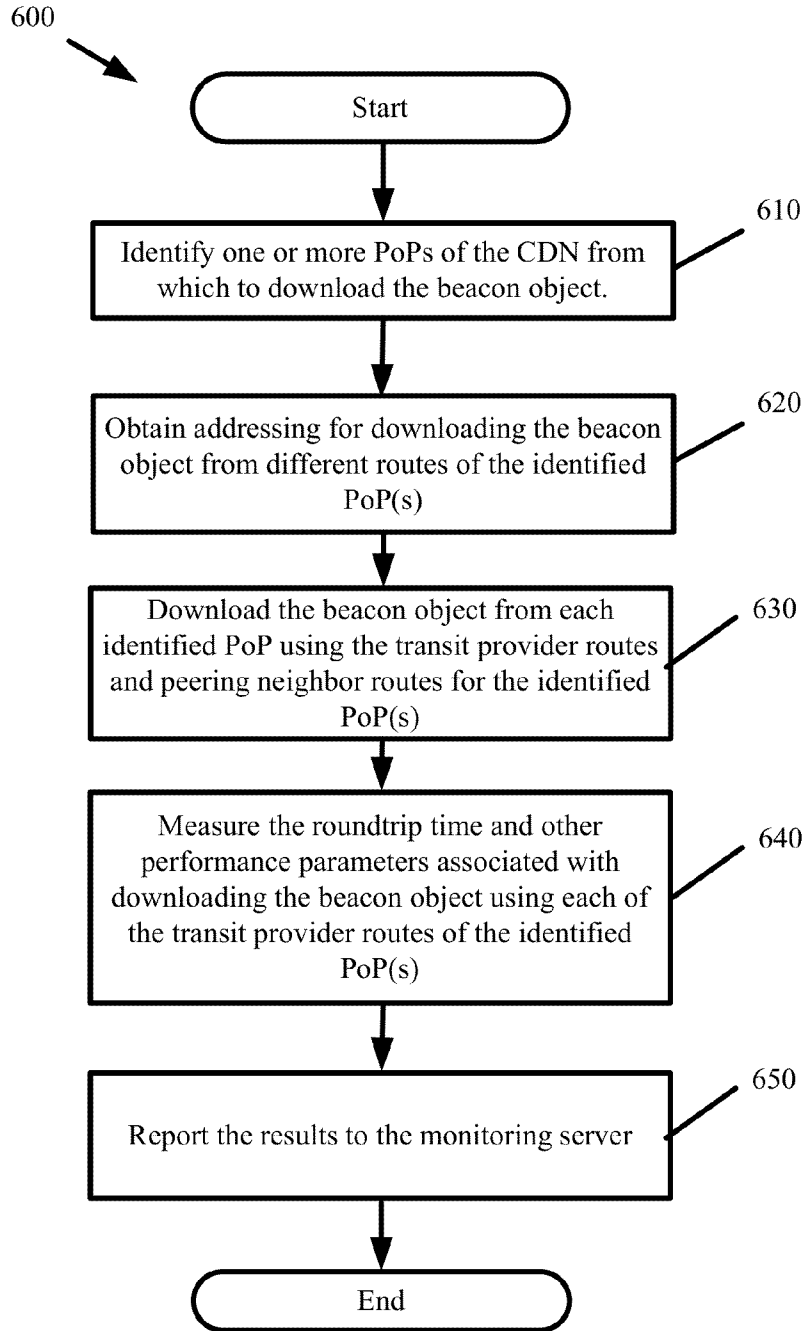 600
Start
610
Identify one or more PoPs of the CDN from
which to download the beacon object.
620
Obtain addressing for downloading the beacon
object from different routes of the identified
PoP(s)
630
Download the beacon object from each
identified PoP using the transit provider routes
and peering neighbor routes for the identified
PoP(s)
640
Measure the roundtrip time and other
performance parameters associated with
downloading the beacon object using each of
the transit provider routes of the identified
PoP(s)
650
Report the results to the monitoring server
End